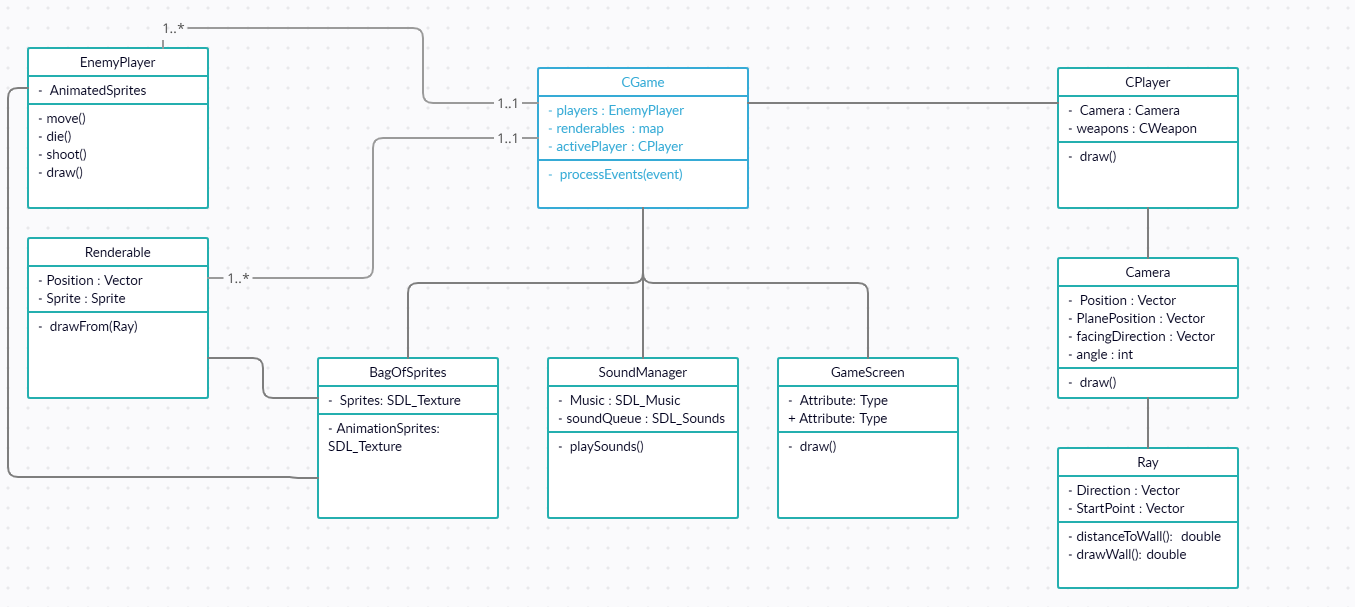 1..*
EnemyPlayer
- AnimatedSprites
- move()
- die()
- shoot()
- draw()
1..1
1..1
CGame
- players : EnemyPlayer
- renderables : map
- activePlayer : CPlayer
- processEvents(event)
CPlayer
- Camera : Camera
- weapons : CWeapon
- draw()
Renderable
- Position : Vector
- Sprite : Sprite
- drawFrom(Ray)
1..*
Camera
- Position : Vector
- PlanePosition : Vector
- facingDirection : Vector
- angle : int
- draw()
BagOfSprites
- Sprites: SDL_Texture
- AnimationSprites:
SDL_Texture
SoundManager
- Music : SDL_Music
- soundQueue : SDL_Sounds
- playSounds()
GameScreen
- Attribute: Type
+ Attribute: Type
- draw()
Ray
- Direction : Vector
- StartPoint : Vector
- distanceToWall(): double
- drawWall(): double